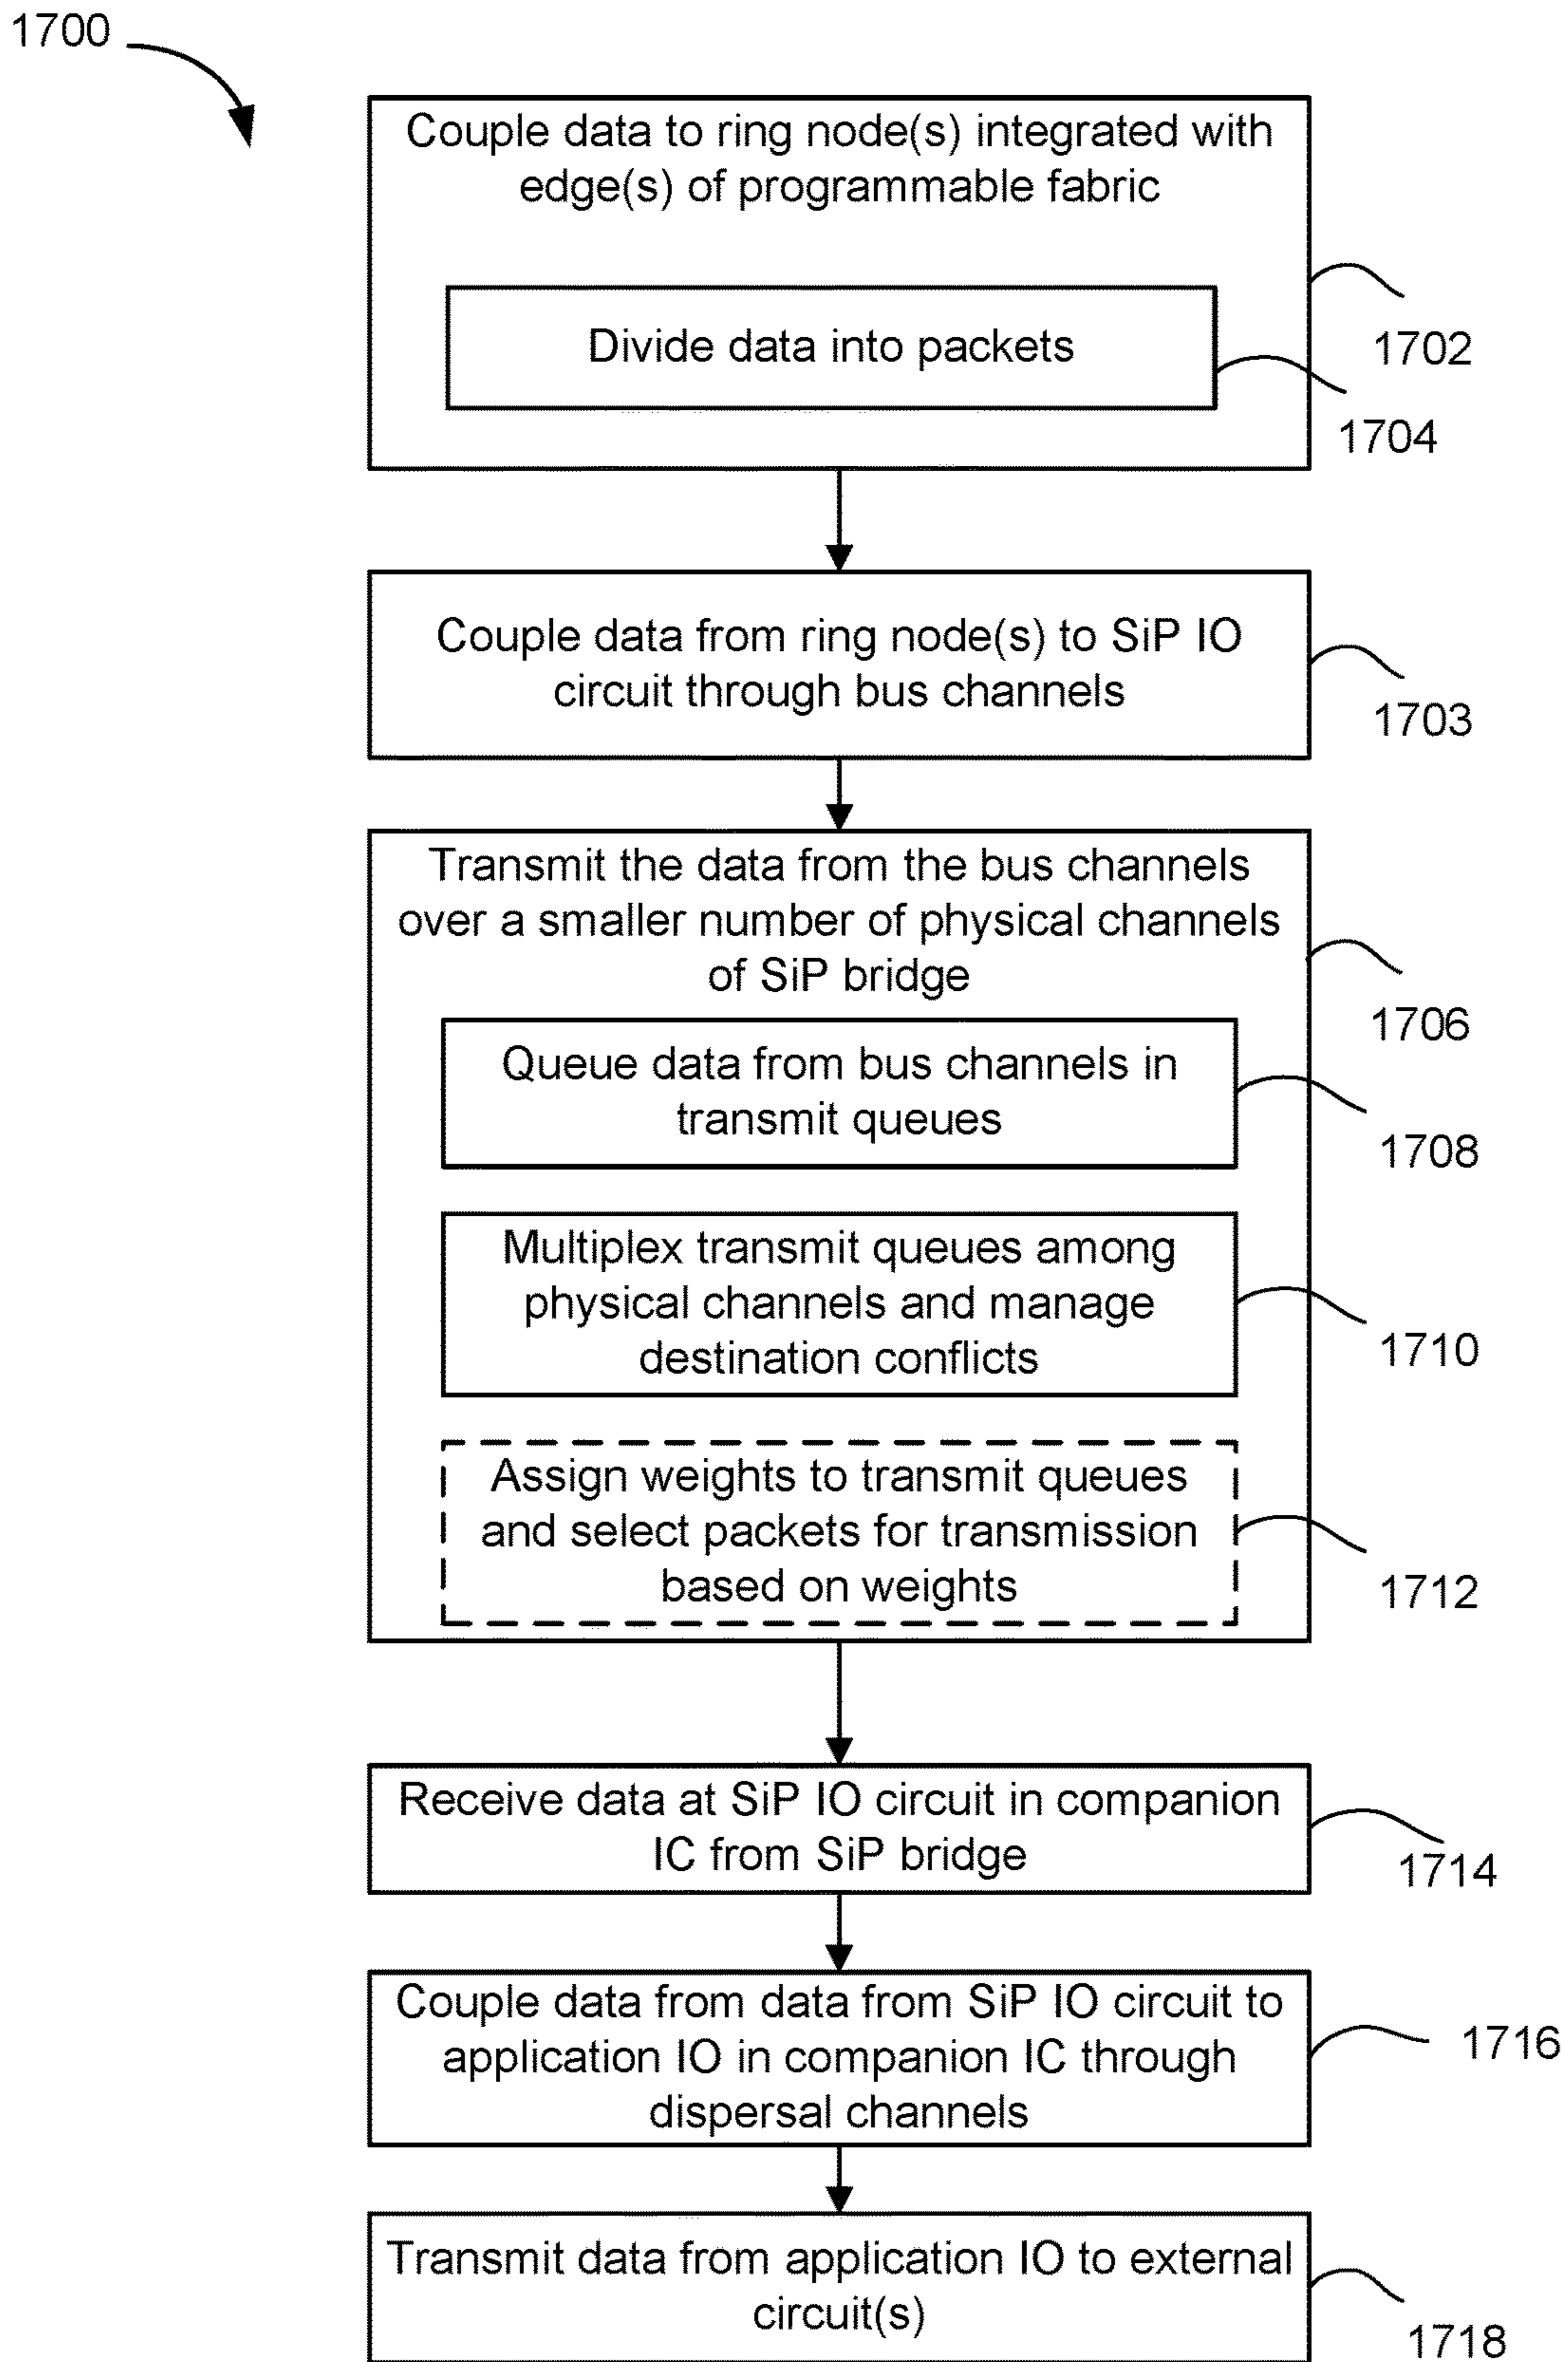 1700
Couple data to ring node(s) integrated with
edge(s) of programmable fabric
Divide data into packets
1702
1704
Couple data from ring node(s) to SiP IO
circuit through bus channels
1703
Transmit the data from the bus channels
over a smaller number of physical channels
of SiP bridge
1706
Queue data from bus channels in
transmit queues
1708
Multiplex transmit queues among
physical channels and manage
destination conflicts
1710
Assign weights to transmit queues
and select packets for transmission
based on weights
1712
Receive data at SiP IO circuit in companion
IC from SiP bridge
1714
Couple data from data from SiP IO circuit to
application IO in companion IC through
dispersal channels
1716
Transmit data from application IO to external
circuit(s)
1718